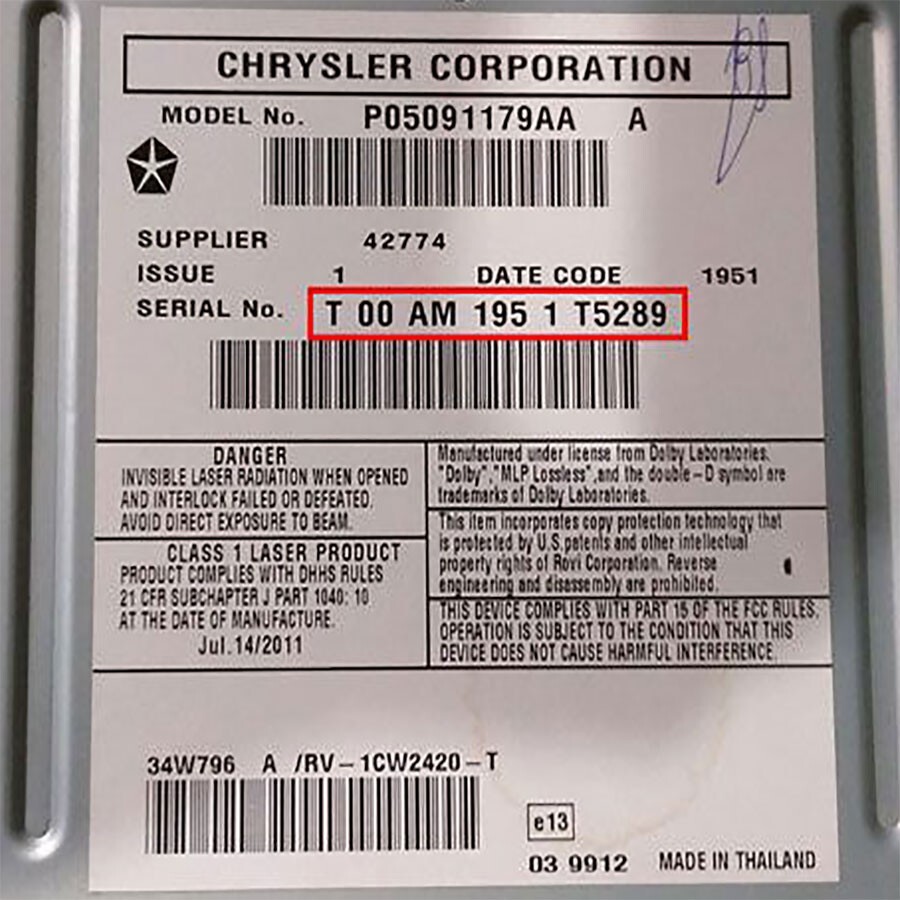 CHRYSLER CORPORATION
MODEL No. P05091179AA A
SUPPLIER 42774
ISSUE 1 DATE CODE 1951
SERIAL No. T 00 AM 195 1 T5289
DANGER
INVISIBLE LASER RADIATION WHEN OPENED
AND INTERLOCK FAILED OR DEFEATED.
AVOID DIRECT EXPOSURE TO BEAM.
CLASS 1 LASER PRODUCT
PRODUCT COMPLIES WITH DHHS RULES
21 CFR SUBCHAPTER J PART 1040: 10
AT THE DATE OF MANUFACTURE.
Jul.14/2011
Manufactured under license from Dolby Laboratories.
"Dolby","MLP Lossless",and the double-D symbol are
trademarks of Dolby Laboratories.
This item incorporates copy protection technology that
is protected by U.S.patents and other intellectual
property rights of Rovi Corporation. Reverse
engineering and disassembly are prohibited.
THIS DEVICE COMPLIES WITH PART 15 OF THE FCC RULES.
OPERATION IS SUBJECT TO THE CONDITION THAT THIS
DEVICE DOES NOT CAUSE HARMFUL INTERFERENCE.
34W796 A /RV-1CW2420-T
e13
03 9912 MADE IN THAILAND